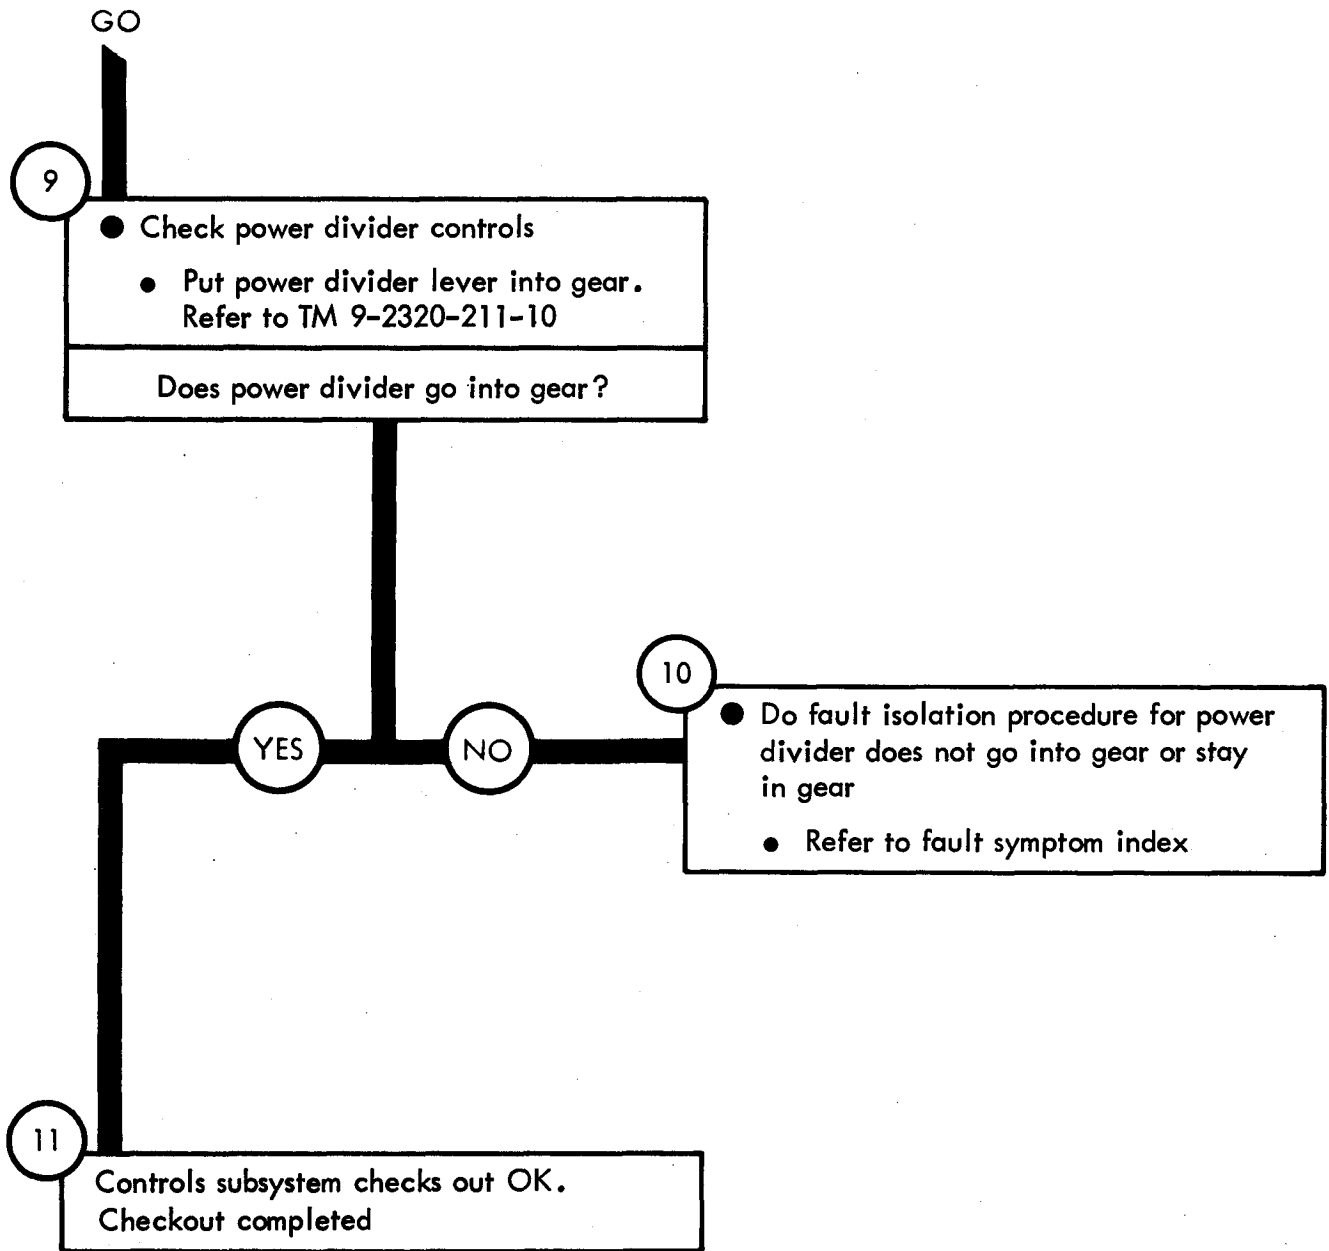 GO
9
● Check power divider controls
● Put power divider lever into gear.
Refer to TM 9-2320-211-10
Does power divider go into gear?
YES
NO
10
● Do fault isolation procedure for power
divider does not go into gear or stay
in gear
● Refer to fault symptom index
11
Controls subsystem checks out OK.
Checkout completed